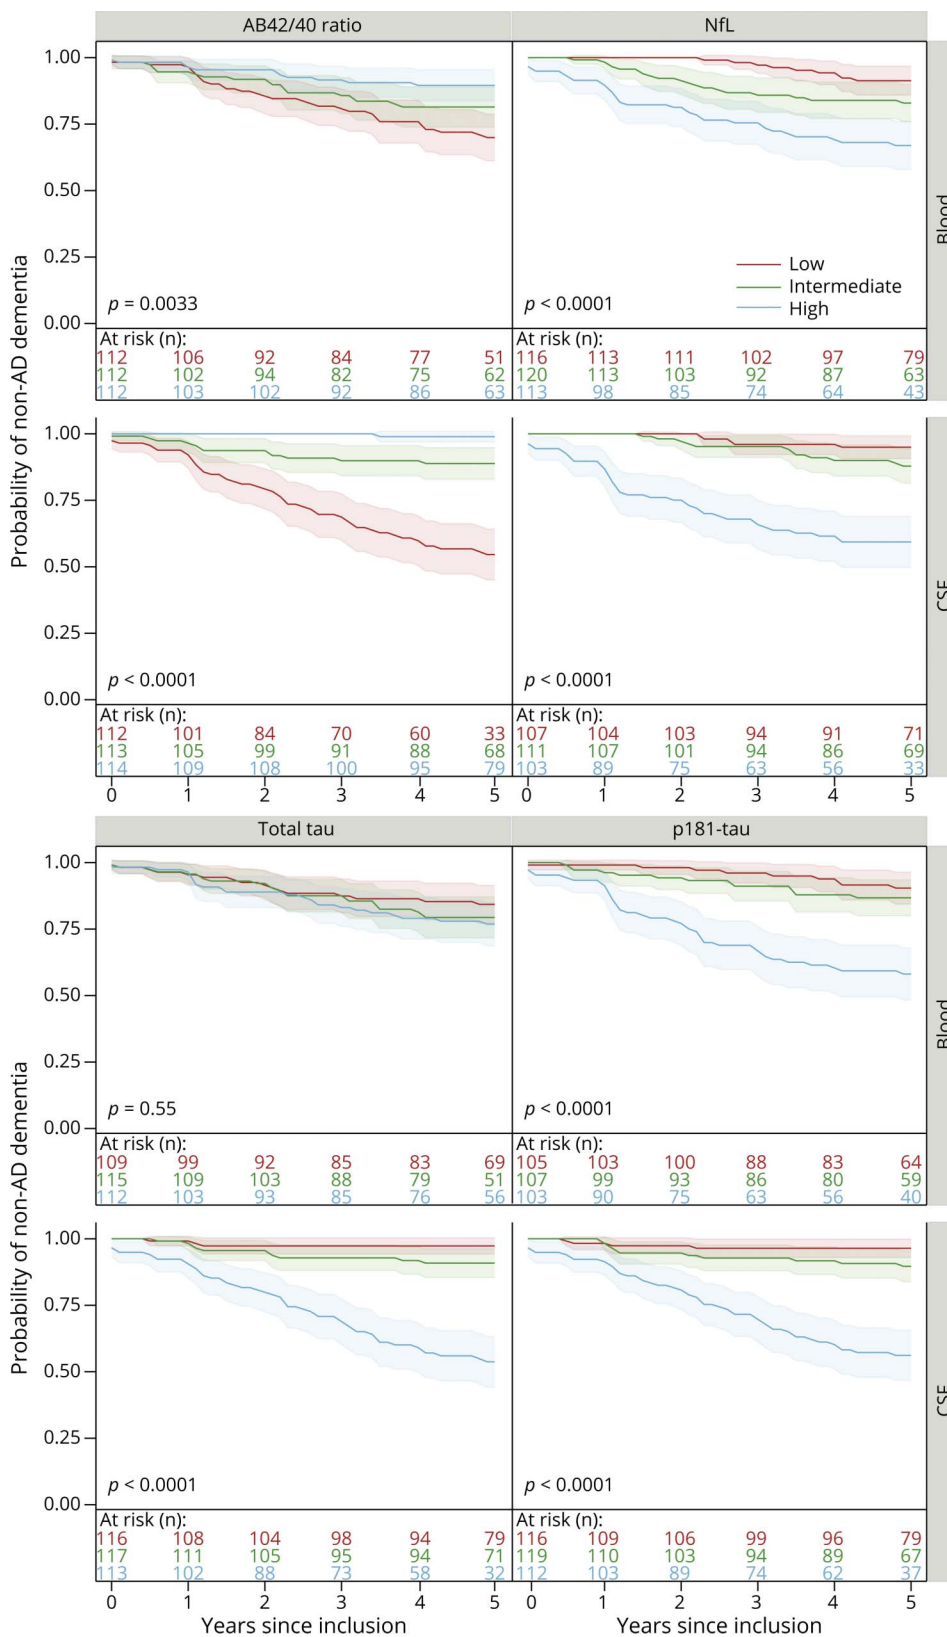 AB42/40 ratio
NfL
Probability of non-AD dementia
1.00
0.75
0.50
0.25
0.00
p = 0.0033
p < 0.0001
Low
Intermediate
High
Blood
At risk (n):
112 106 92 84 77 51
112 102 94 82 75 62
112 103 102 92 86 63
At risk (n):
116 113 111 102 97 79
120 113 103 92 87 63
113 98 85 74 64 43
1.00
0.75
0.50
0.25
0.00
p < 0.0001
p < 0.0001
CSF
At risk (n):
112 101 84 70 60 33
113 105 99 91 88 68
114 109 108 100 95 79
At risk (n):
107 104 103 94 91 71
111 107 101 94 86 69
103 89 75 63 56 33
0 1 2 3 4 5
0 1 2 3 4 5
Total tau
p181-tau
Probability of non-AD dementia
1.00
0.75
0.50
0.25
0.00
p = 0.55
p < 0.0001
Blood
At risk (n):
109 99 92 85 83 69
115 109 103 88 79 51
112 103 93 85 76 56
At risk (n):
105 103 100 88 83 64
107 99 93 86 80 59
103 90 75 63 56 40
1.00
0.75
0.50
0.25
0.00
p < 0.0001
p < 0.0001
CSF
At risk (n):
116 108 104 98 94 79
117 111 105 95 94 71
113 102 88 73 58 32
At risk (n):
116 109 106 99 96 79
119 110 103 94 89 67
112 103 89 74 62 37
0 1 2 3 4 5
0 1 2 3 4 5
Years since inclusion
Years since inclusion